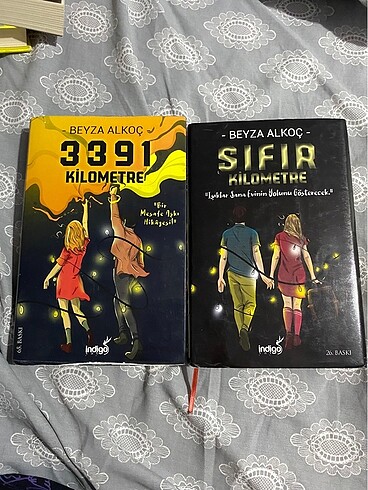 - BEYZA ALKOÇ -
3391
KİLOMETRE
"Bir
Mesafe Aşkı
Hikâyesi"
68. BASKI
indigo
- BEYZA ALKOÇ -
SIFIR
KİLOMETRE
"Işıklar Sana Evinin Yolunu Gösterecek."
indigo
26. BASKI